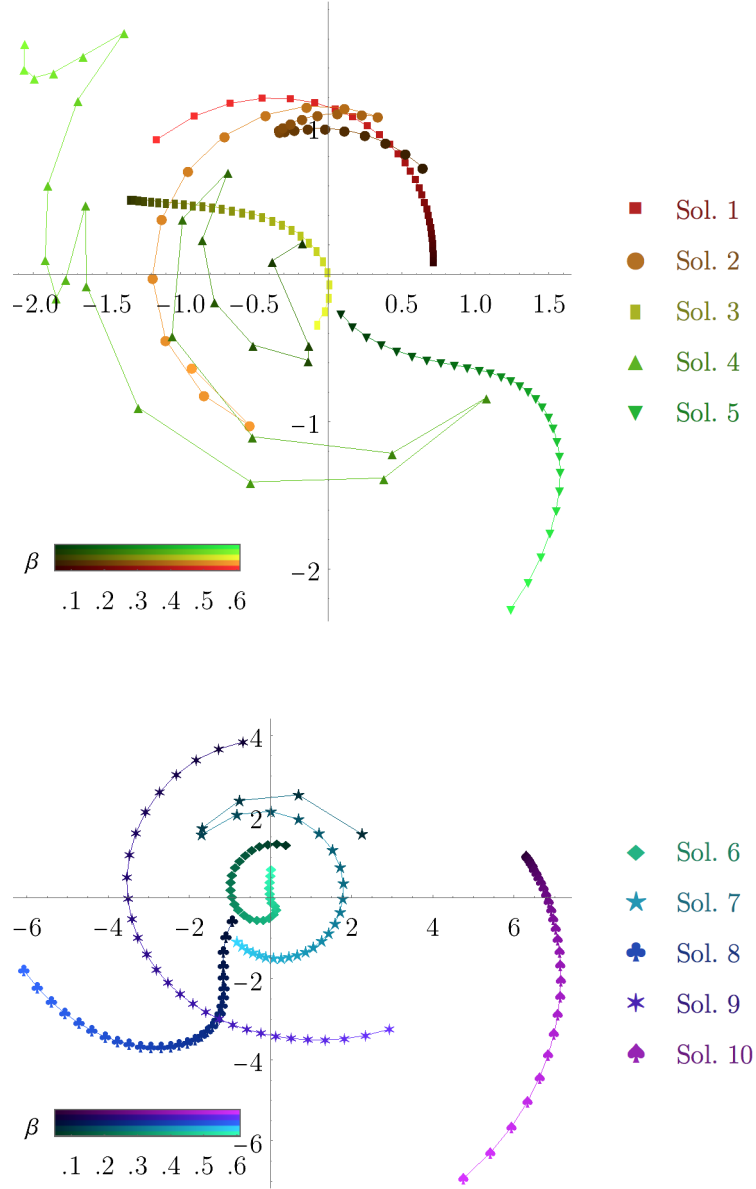 1
−2.0 −1.5 −1.0 −0.5 0.5 1.0 1.5
−1
−2
Sol. 1
Sol. 2
Sol. 3
Sol. 4
Sol. 5
β
.1 .2 .3 .4 .5 .6
4
2
−6 −4 −2 2 4 6
−2
−4
−6
Sol. 6
Sol. 7
Sol. 8
Sol. 9
Sol. 10
β
.1 .2 .3 .4 .5 .6